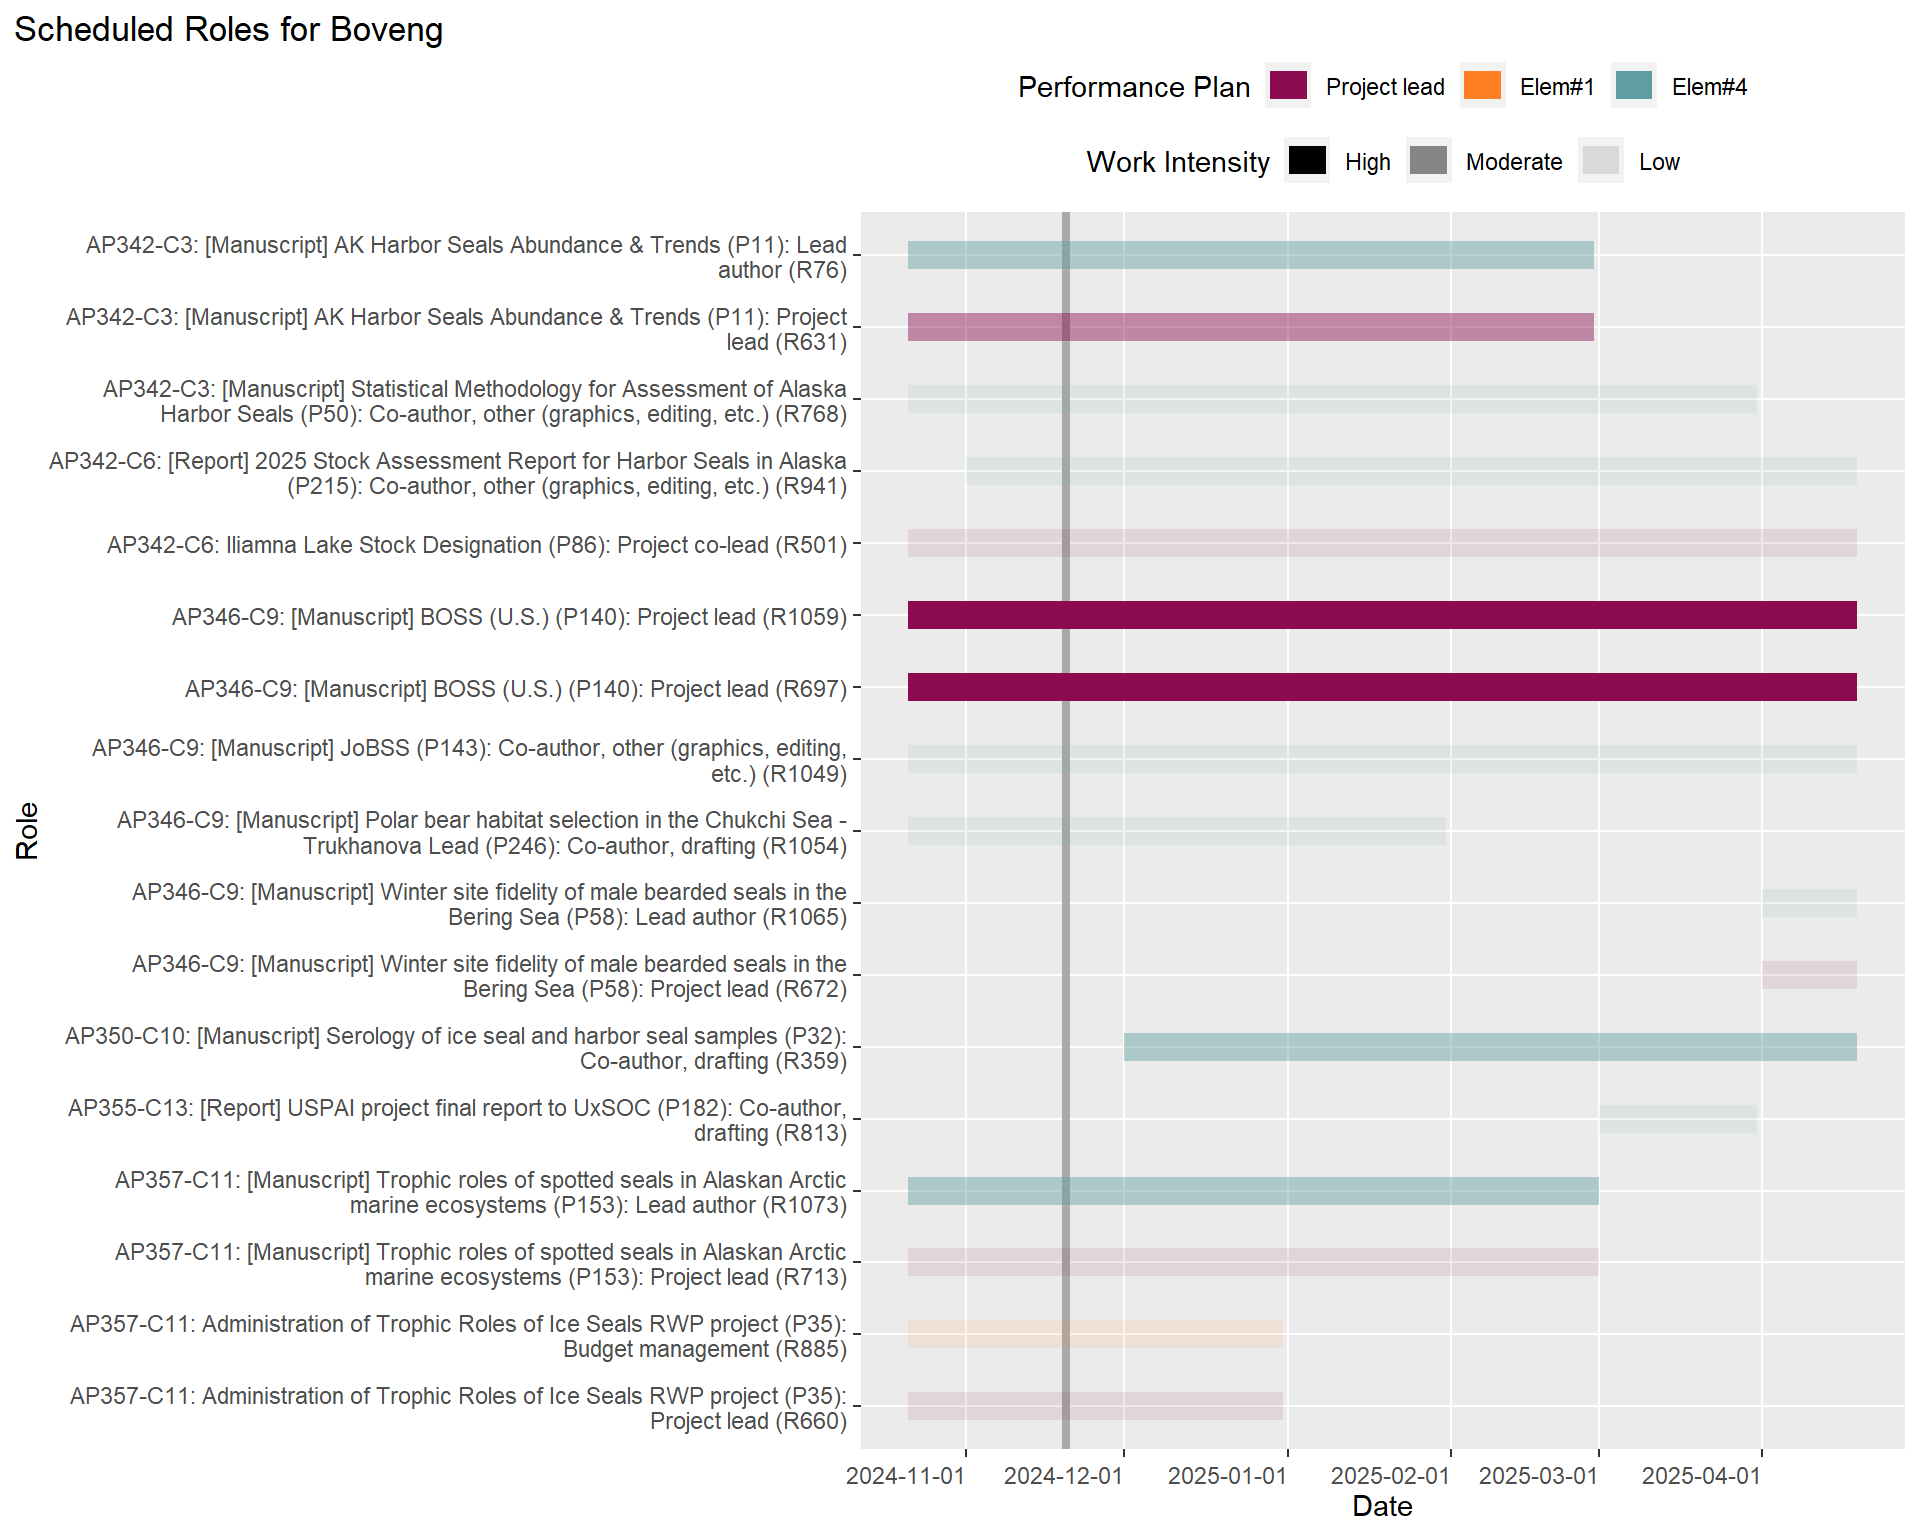 Scheduled Roles for Boveng
Performance Plan Project lead Elem#1 Elem#4
Work Intensity High Moderate Low
AP342-C3: [Manuscript] AK Harbor Seals Abundance & Trends (P11): Lead
author (R76)
AP342-C3: [Manuscript] AK Harbor Seals Abundance & Trends (P11): Project
lead (R631)
AP342-C3: [Manuscript] Statistical Methodology for Assessment of Alaska
Harbor Seals (P50): Co-author, other (graphics, editing, etc.) (R768)
AP342-C6: [Report] 2025 Stock Assessment Report for Harbor Seals in Alaska
(P215): Co-author, other (graphics, editing, etc.) (R941)
AP342-C6: Iliamna Lake Stock Designation (P86): Project co-lead (R501)
AP346-C9: [Manuscript] BOSS (U.S.) (P140): Project lead (R1059)
AP346-C9: [Manuscript] BOSS (U.S.) (P140): Project lead (R697)
AP346-C9: [Manuscript] JoBSS (P143): Co-author, other (graphics, editing,
etc.) (R1049)
AP346-C9: [Manuscript] Polar bear habitat selection in the Chukchi Sea -
Trukhanova Lead (P246): Co-author, drafting (R1054)
AP346-C9: [Manuscript] Winter site fidelity of male bearded seals in the
Bering Sea (P58): Lead author (R1065)
AP346-C9: [Manuscript] Winter site fidelity of male bearded seals in the
Bering Sea (P58): Project lead (R672)
AP350-C10: [Manuscript] Serology of ice seal and harbor seal samples (P32):
Co-author, drafting (R359)
AP355-C13: [Report] USPAI project final report to UxSOC (P182): Co-author,
drafting (R813)
AP357-C11: [Manuscript] Trophic roles of spotted seals in Alaskan Arctic
marine ecosystems (P153): Lead author (R1073)
AP357-C11: [Manuscript] Trophic roles of spotted seals in Alaskan Arctic
marine ecosystems (P153): Project lead (R713)
AP357-C11: Administration of Trophic Roles of Ice Seals RWP project (P35):
Budget management (R885)
AP357-C11: Administration of Trophic Roles of Ice Seals RWP project (P35):
Project lead (R660)
Role
2024-11-01 2024-12-01 2025-01-01 2025-02-01 2025-03-01 2025-04-01
Date